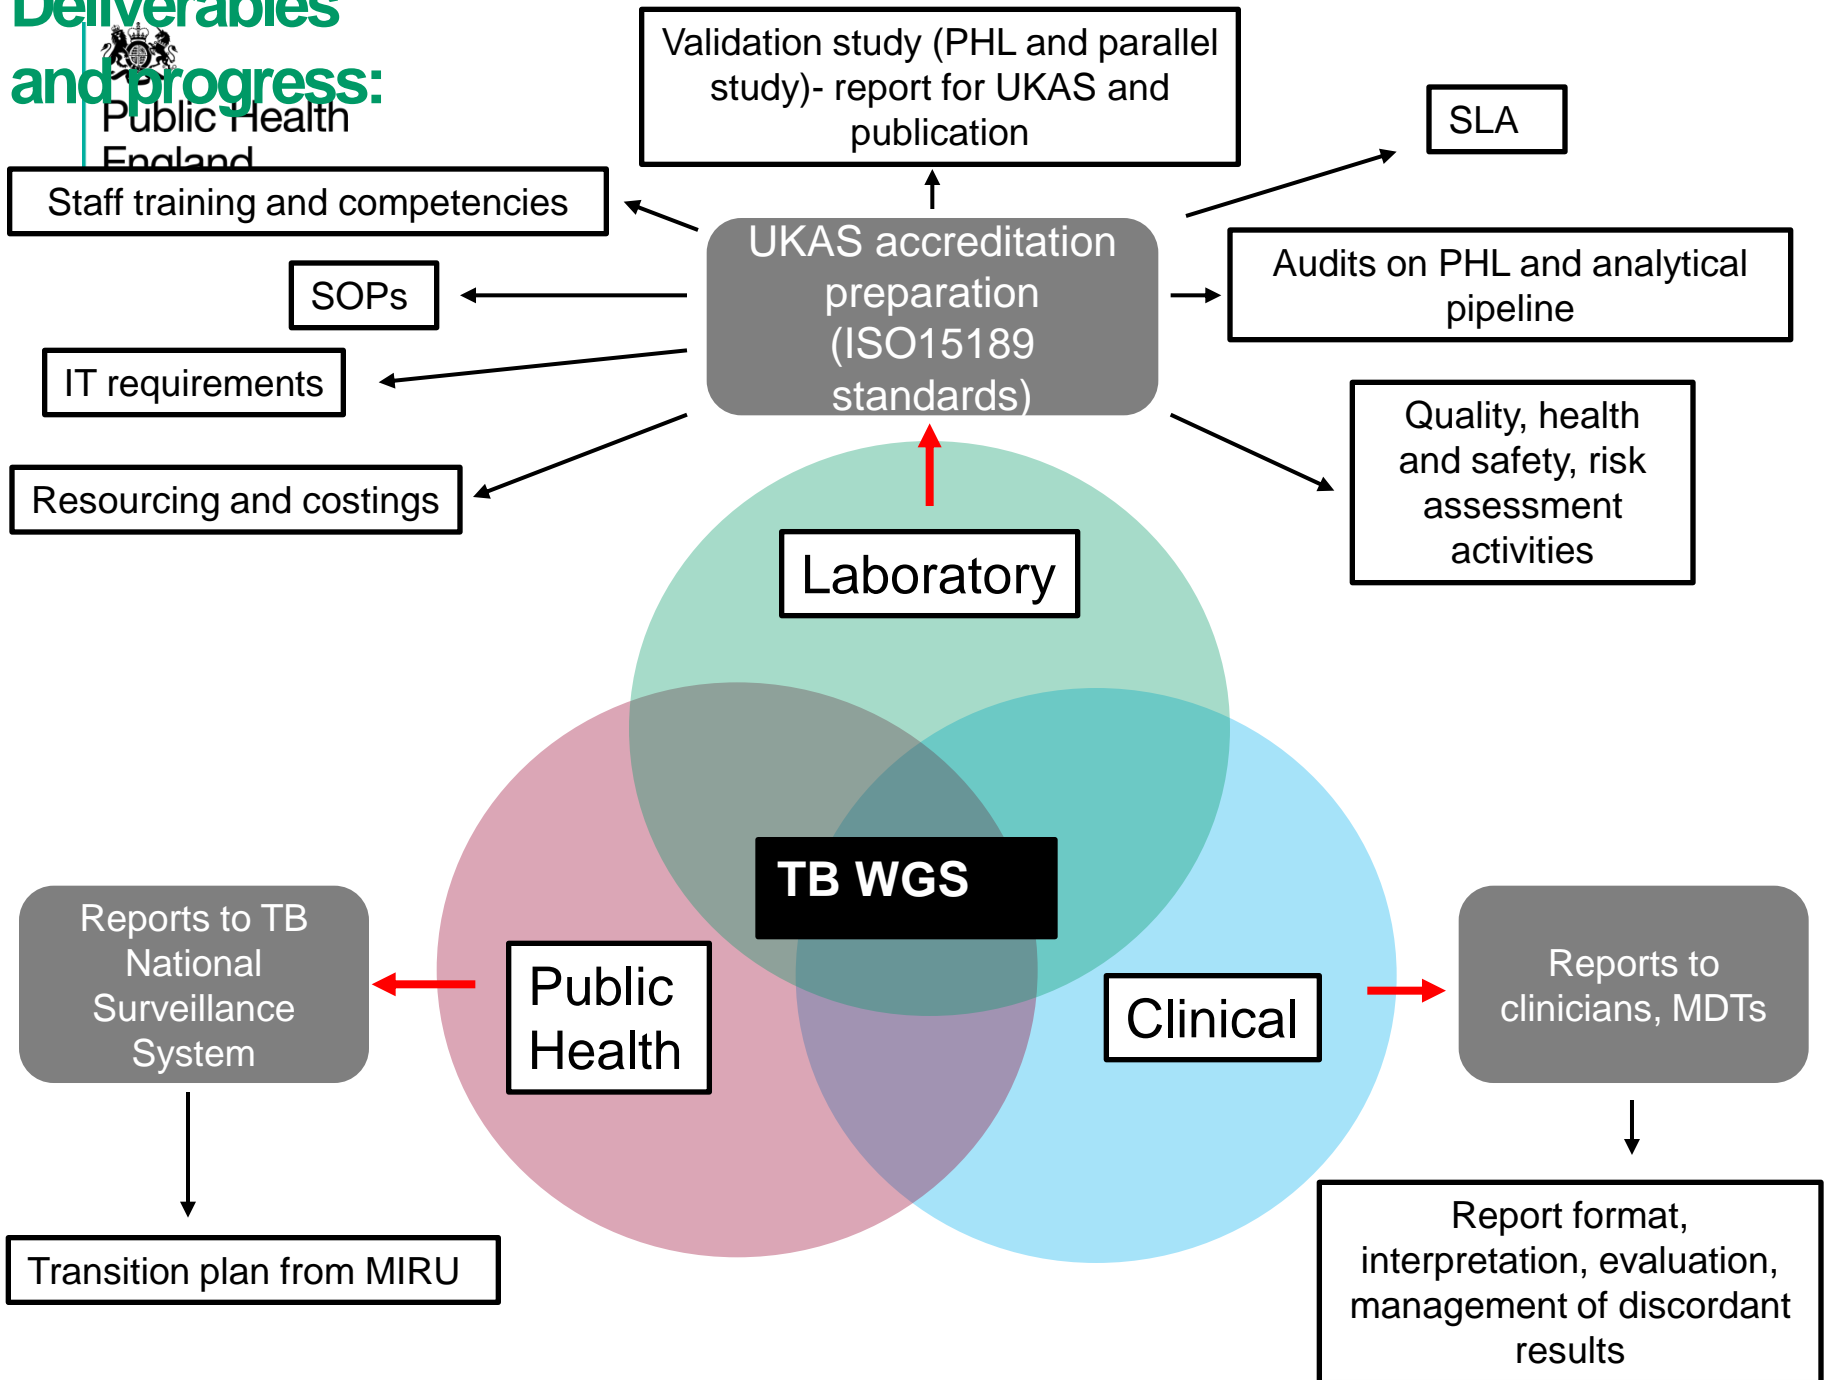 Deliverables
and progress:
Public Health
England
Validation study (PHL and parallel
study)- report for UKAS and
publication
SLA
Staff training and competencies
UKAS accreditation
preparation
(ISO15189
standards)
Audits on PHL and analytical
pipeline
SOPs
IT requirements
Quality, health
and safety, risk
assessment
activities
Resourcing and costings
Laboratory
TB WGS
Reports to TB
National
Surveillance
System
Public
Health
Clinical
Reports to
clinicians, MDTs
Transition plan from MIRU
Report format,
interpretation, evaluation,
management of discordant
results